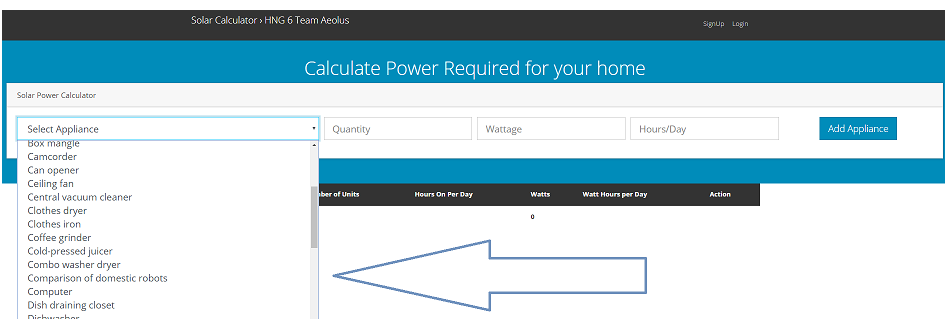 Solar Calculator › HNG 6 Team Aeolus
SignUp Login
Calculate Power Required for your home
Solar Power Calculator
Select Appliance Quantity Wattage Hours/Day Add Appliance
Box mangle
Camcorder
Can opener
Ceiling fan
Central vacuum cleaner
Clothes dryer
Clothes iron
Coffee grinder
Cold-pressed juicer
Combo washer dryer
Comparison of domestic robots
Computer
Dish draining closet
Dishwasher
of Units Hours On Per Day Watts Watt Hours per Day Action
0